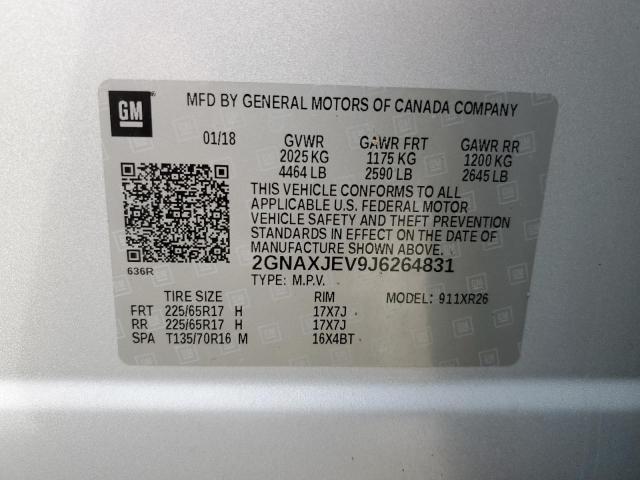 GM
MFD BY GENERAL MOTORS OF CANADA COMPANY
01/18 GVWR GAWR FRT GAWR RR
2025 KG 1175 KG 1200 KG
4464 LB 2590 LB 2645 LB
THIS VEHICLE CONFORMS TO ALL
APPLICABLE U.S. FEDERAL MOTOR
VEHICLE SAFETY AND THEFT PREVENTION
STANDARDS IN EFFECT ON THE DATE OF
MANUFACTURE SHOWN ABOVE.
636R
2GNAXJEV9J6264831
TYPE: M.P.V.
TIRE SIZE RIM MODEL: 911XR26
FRT 225/65R17 H 17X7J
RR 225/65R17 H 17X7J
SPA T135/70R16 M 16X4BT